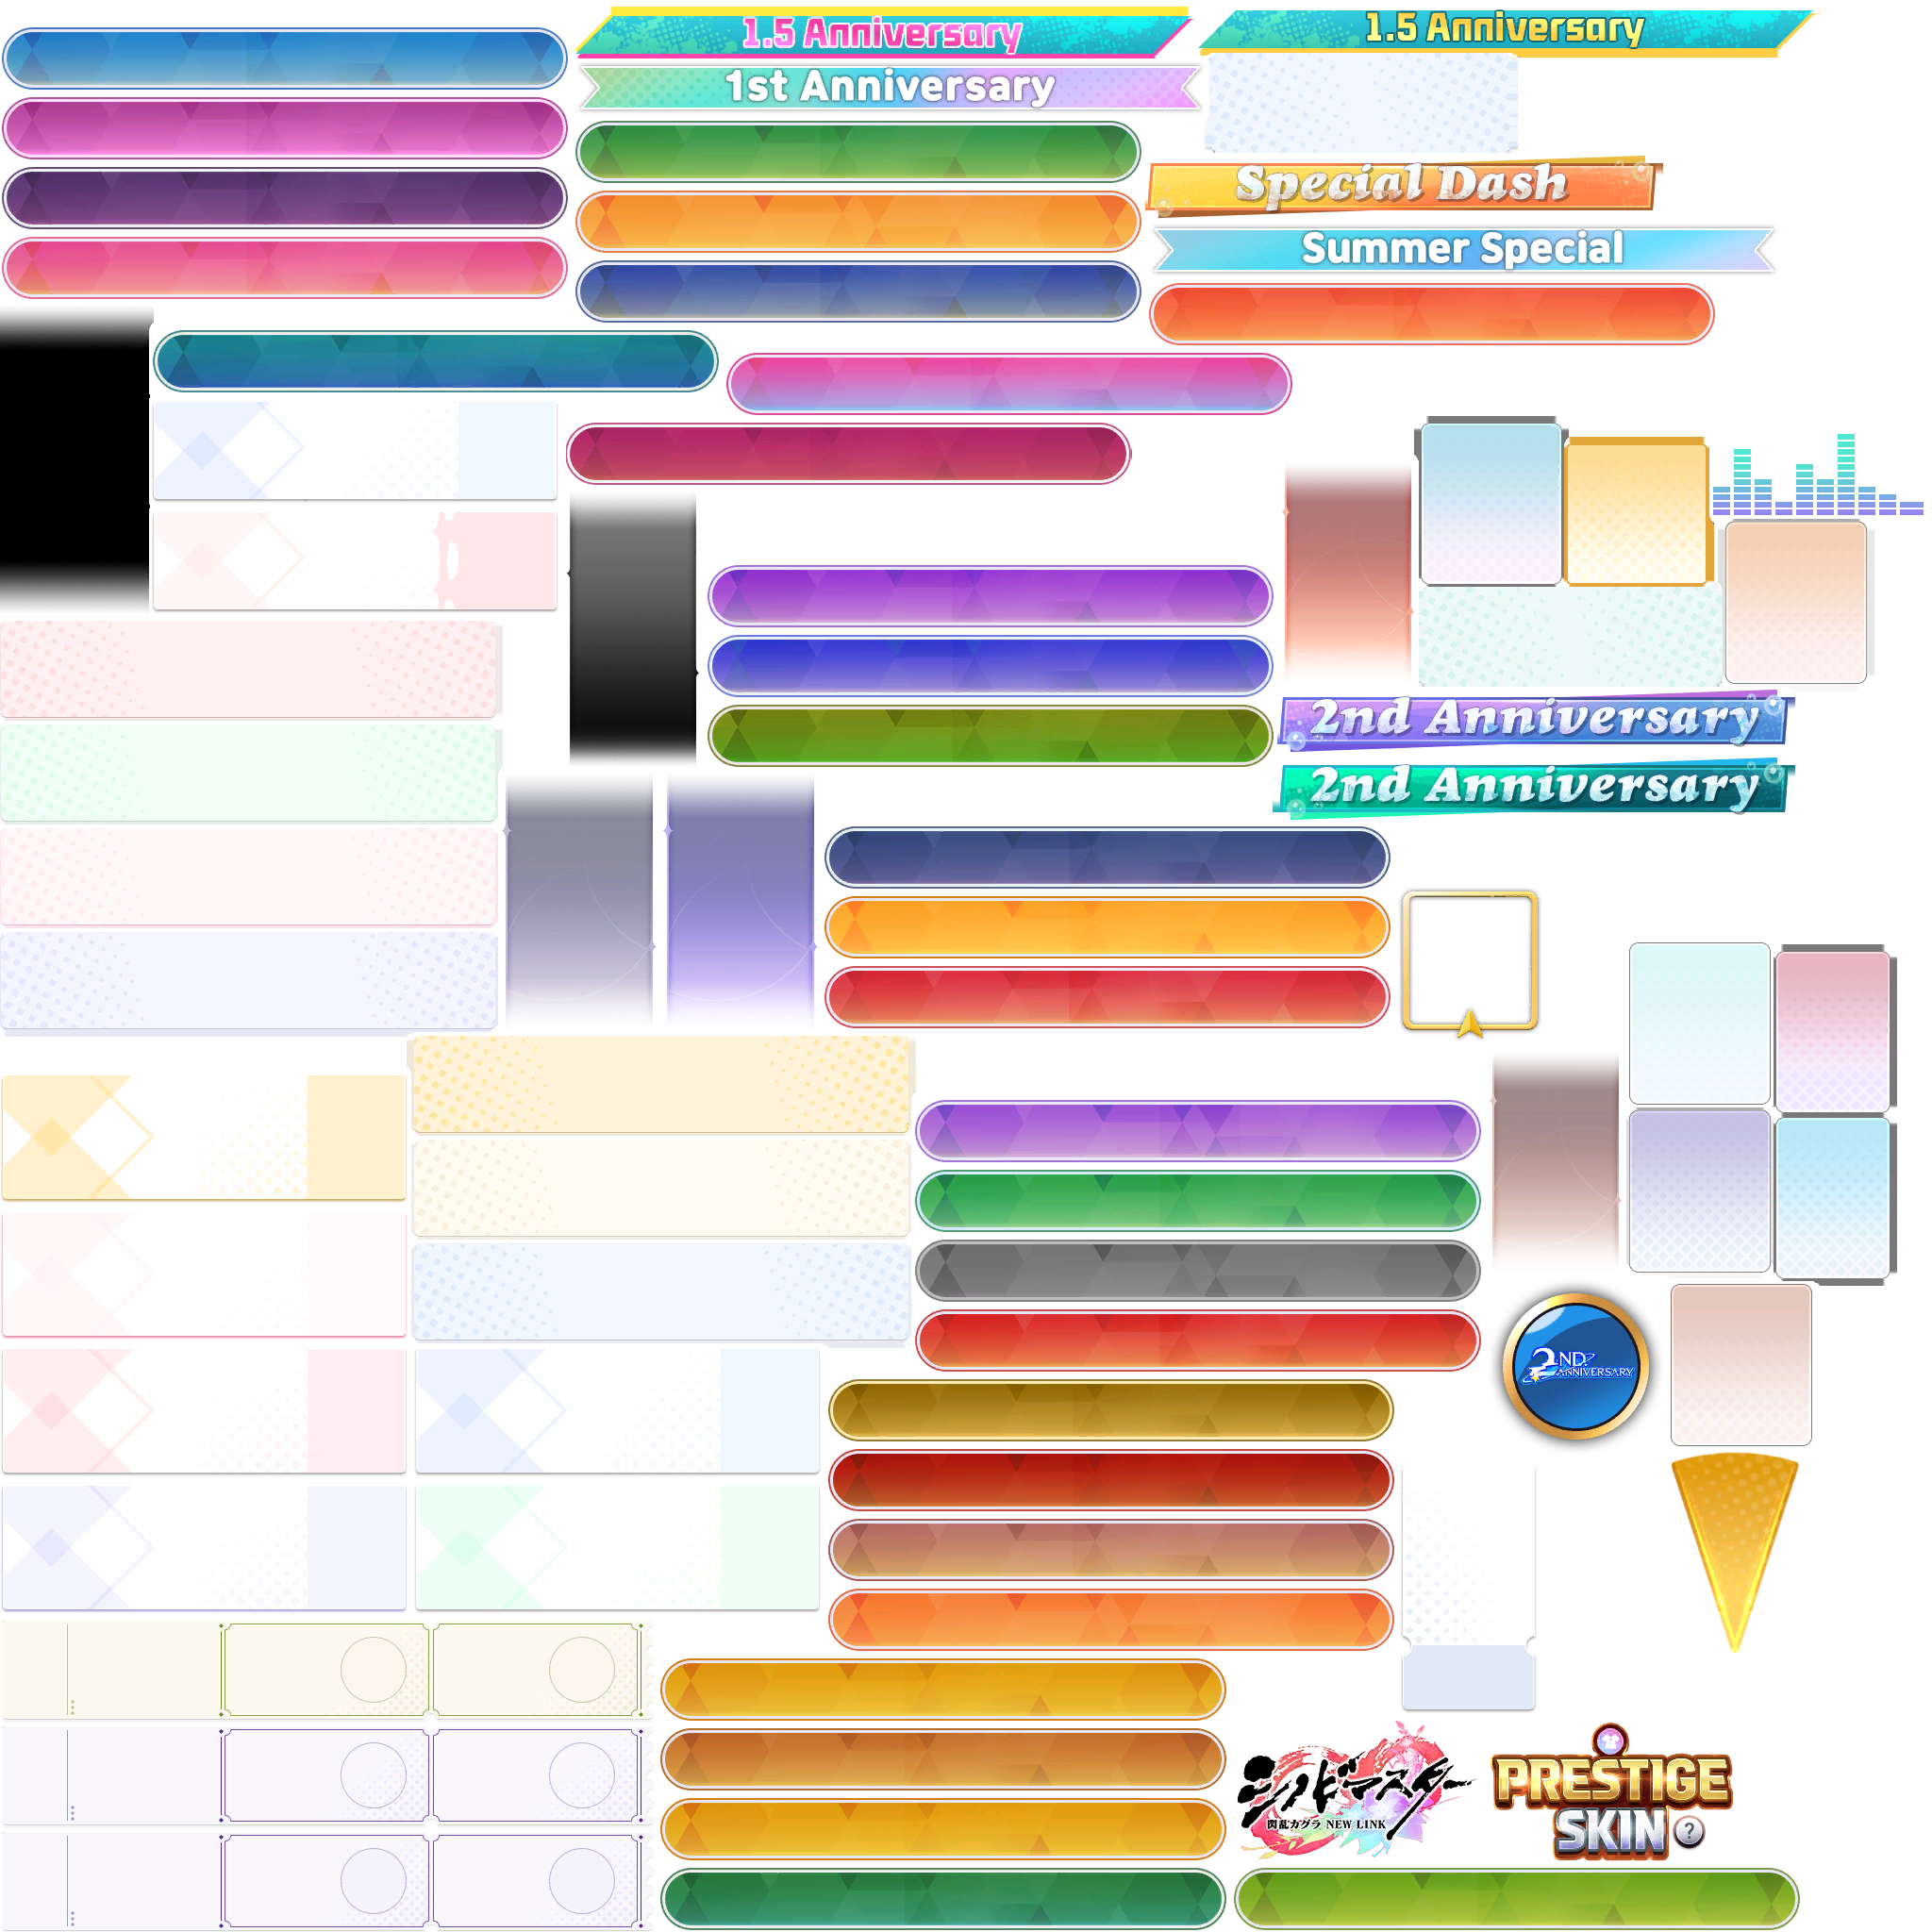 1.5 Anniversary
1.5 Anniversary
1st Anniversary
Special Dash
Summer Special
2nd Anniversary
2nd Anniversary
2ND
ANNIVERSARY
シノビマスター
閃乱カグラ NEW LINK
PRESTIGE
SKIN ?